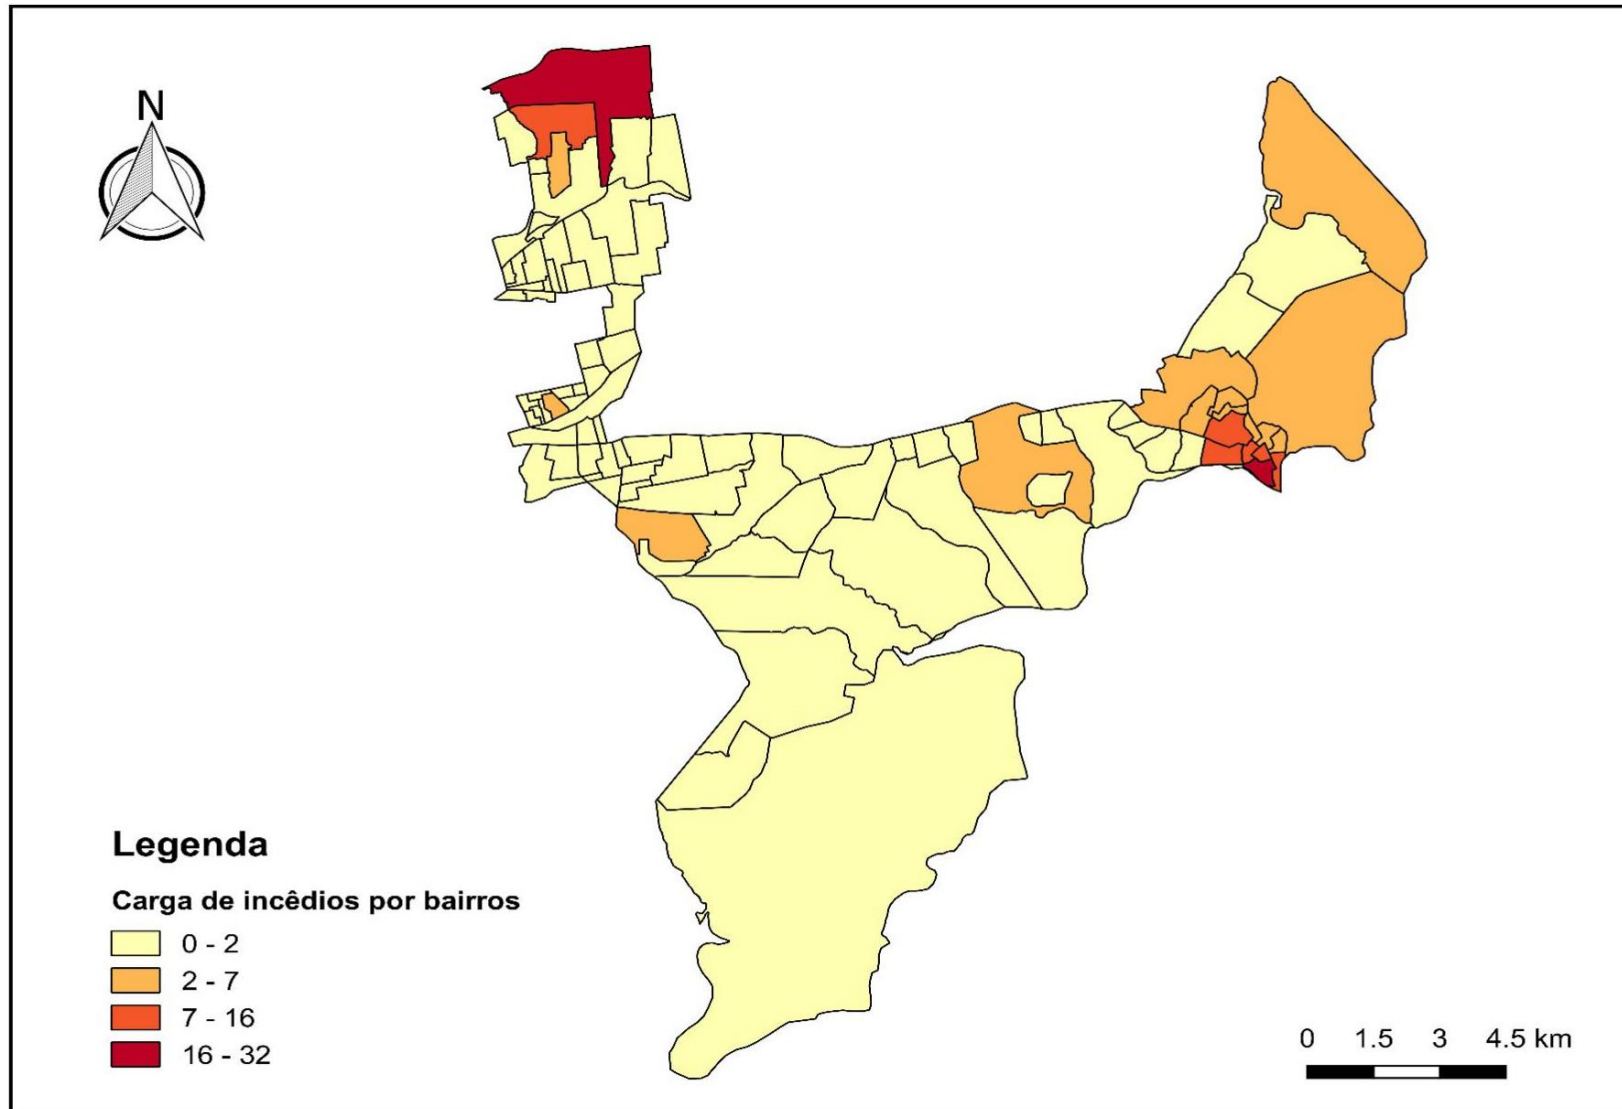 N
Legenda
Carga de incêdios por bairros
0 - 2
2 - 7
7 - 16
16 - 32
0 1.5 3 4.5 km